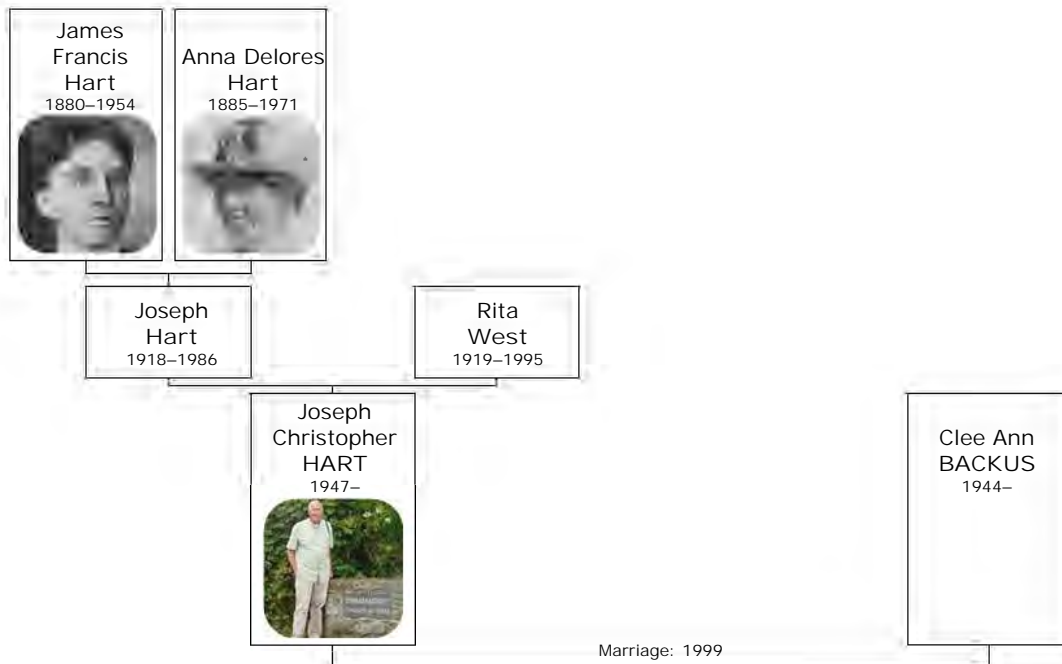 James
Francis
Hart
1880–1954
Anna Delores
Hart
1885–1971
Joseph
Hart
1918–1986
Rita
West
1919–1995
Joseph
Christopher
HART
1947–
Clee Ann
BACKUS
1944–
Marriage: 1999